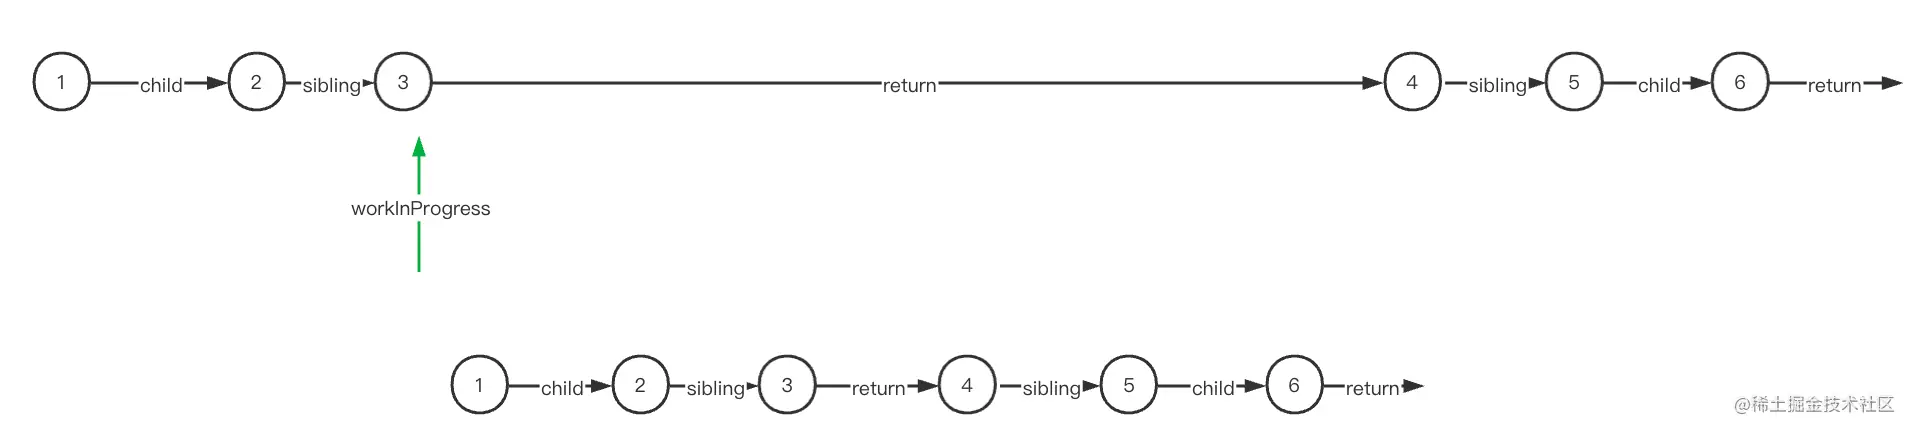 1 child 2 sibling 3 return 4 sibling 5 child 6 return
workInProgress
1 child 2 sibling 3 return 4 sibling 5 child 6 return
@稀土掘金技术社区